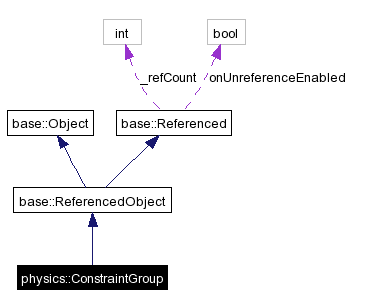 int
bool
_refCount
onUnreferenceEnabled
base::Object
base::Referenced
base::ReferencedObject
physics::ConstraintGroup